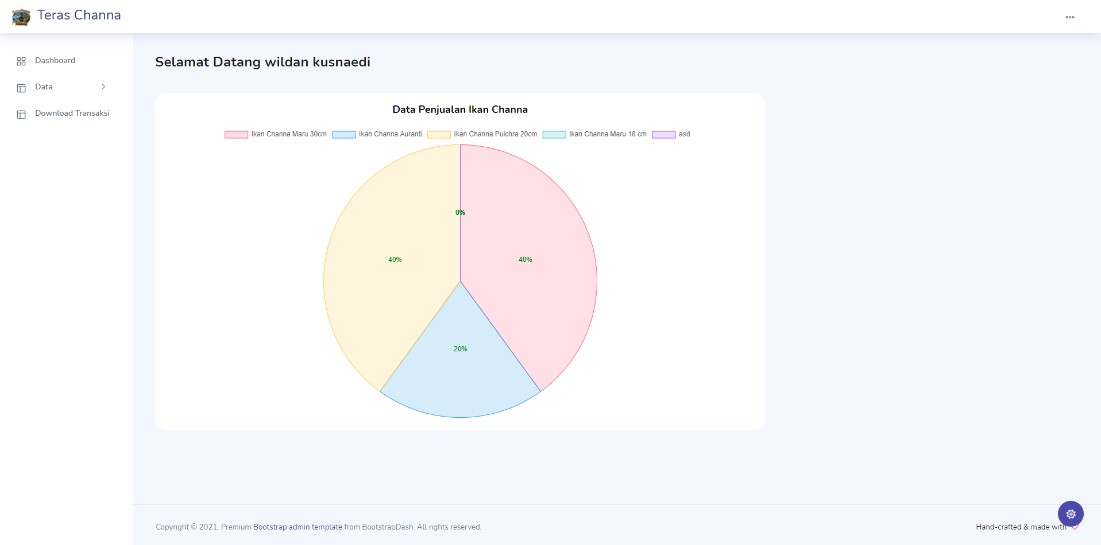 Teras Channa
Dashboard
Data
Download Transaksi
Selamat Datang wildan kusnaedi
Data Penjualan Ikan Channa
Ikan Channa Maru 30cm Ikan Channa Auranti Ikan Channa Pulchra 20cm Ikan Channa Maru 18 cm asd
0%
40% 40%
20%
Copyright © 2021. Premium Bootstrap admin template from BootstrapDash. All rights reserved.
Hand-crafted & made with